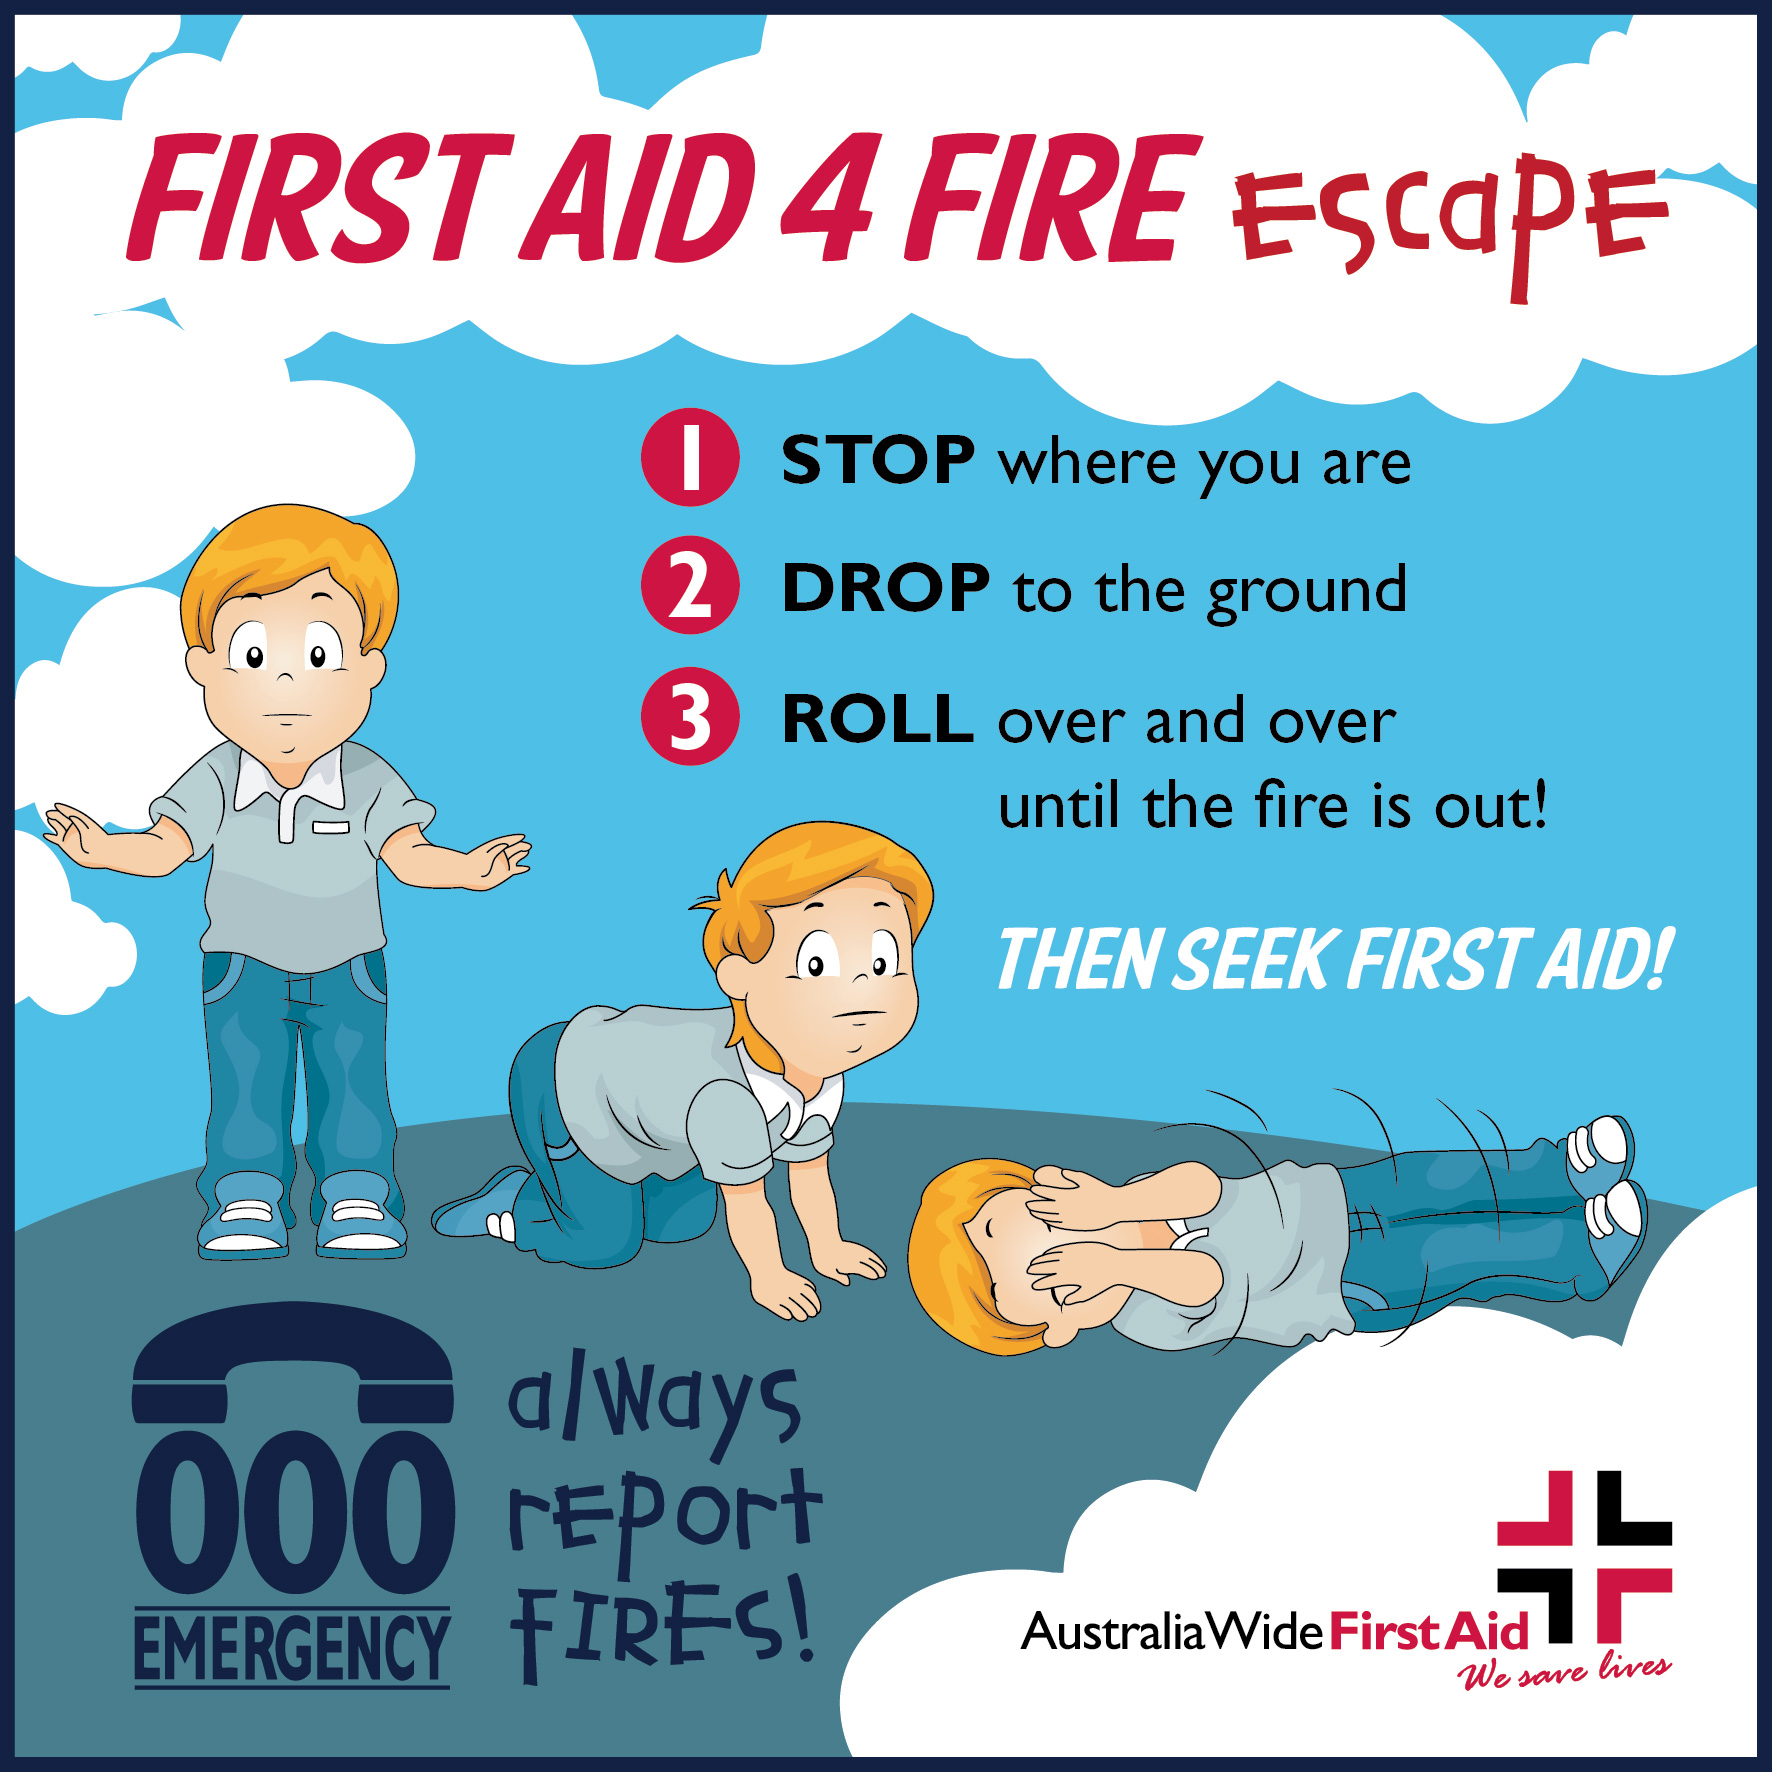 FIRST AID 4 FIRE EscaPE
1 STOP where you are
2 DROP to the ground
3 ROLL over and over
until the fire is out!
THEN SEEK FIRST AID!
000
EMERGENCY
always
rEport
FIREs!
AustraliaWide First Aid
We save lives